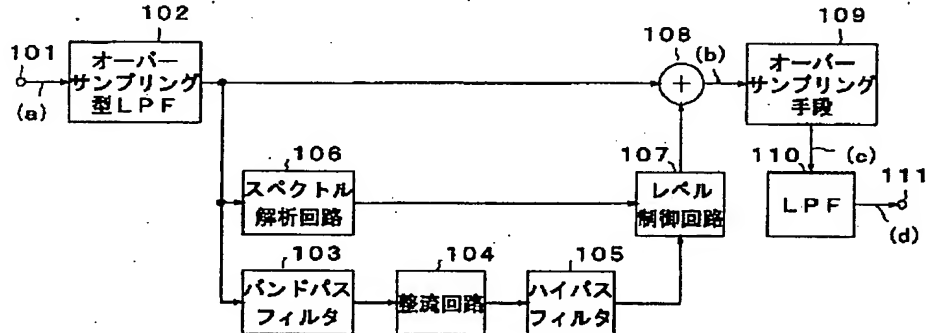 101
(a)
102
オーバー
サンプリング
型LPF
108
(b)
109
オーバー
サンプリング
手段
106
スペクトル
解析回路
107
レベル
制御回路
(c)
110
LPF
111
(d)
103
バンドパス
フィルタ
104
整流回路
105
ハイパス
フィルタ